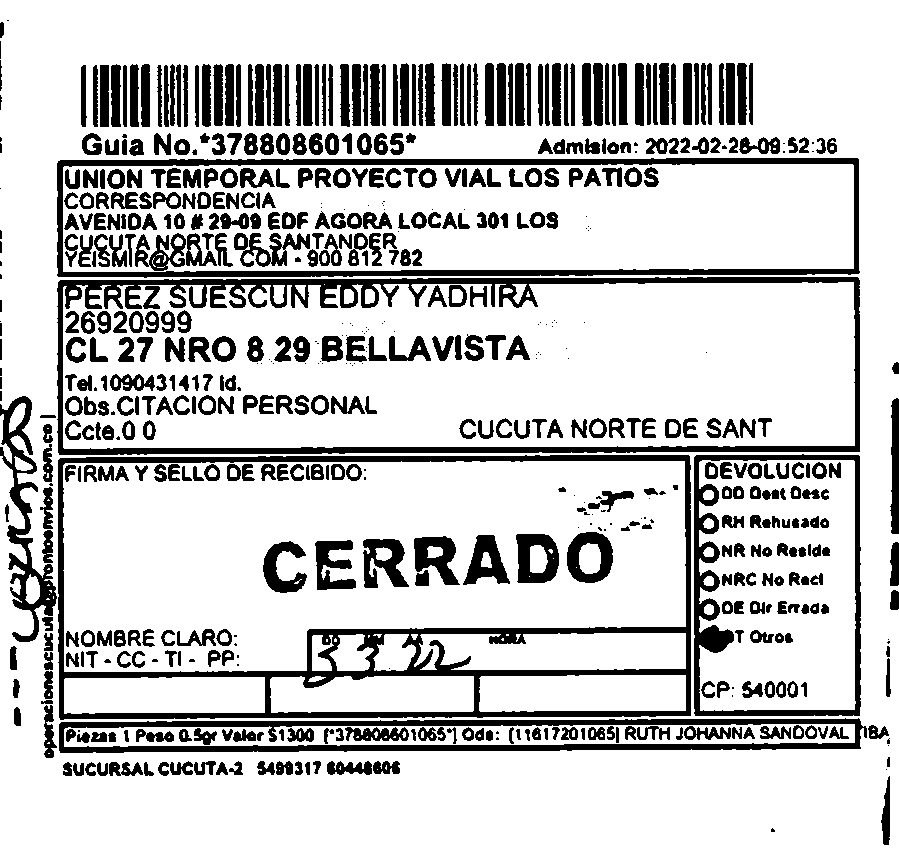 Guia No.*378808601065*
Admision: 2022-02-28-09:52:36
UNION TEMPORAL PROYECTO VIAL LOS PATIOS
CORRESPONDENCIA
AVENIDA 10 # 29-09 EDF AGORA LOCAL 301 LOS
CUCUTA NORTE DE SANTANDER
YEISMIR@GMAIL COM - 900 812 782
PEREZ SUESCUN EDDY YADHIRA
26920999
CL 27 NRO 8 29 BELLAVISTA
Tel.1090431417 Id.
Obs.CITACION PERSONAL
Ccte.0 0
CUCUTA NORTE DE SANT
FIRMA Y SELLO DE RECIBIDO:
CERRADO
NOMBRE CLARO:
NIT - CC - TI - PP:
DD MM AA HORA
3 3 22
DEVOLUCION
DD Dest Desc
RH Rehusado
NR No Reside
NRC No Recl
DE Dir Errada
OT Otros
CP: 540001
Piezas 1 Peso 0.5gr Valor $1300 [*378808601065*] Ods: [11617201065] RUTH JOHANNA SANDOVAL IBA
SUCURSAL CUCUTA-2 5499317 60448606
operacionescucuta@prontoenvios.com.co